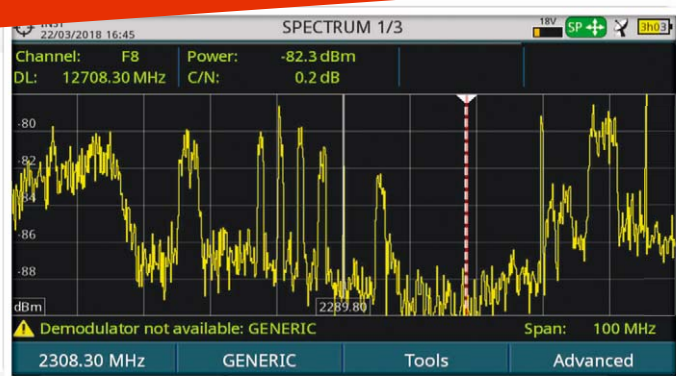 22/03/2018 16:45
SPECTRUM 1/3
18V
SP
3h03
Channel: F8 Power: -82.3 dBm
DL: 12708.30 MHz C/N: 0.2 dB
-80
-82
-84
-86
-88
dBm
2289.80
Demodulator not available: GENERIC
Span: 100 MHz
2308.30 MHz
GENERIC
Tools
Advanced